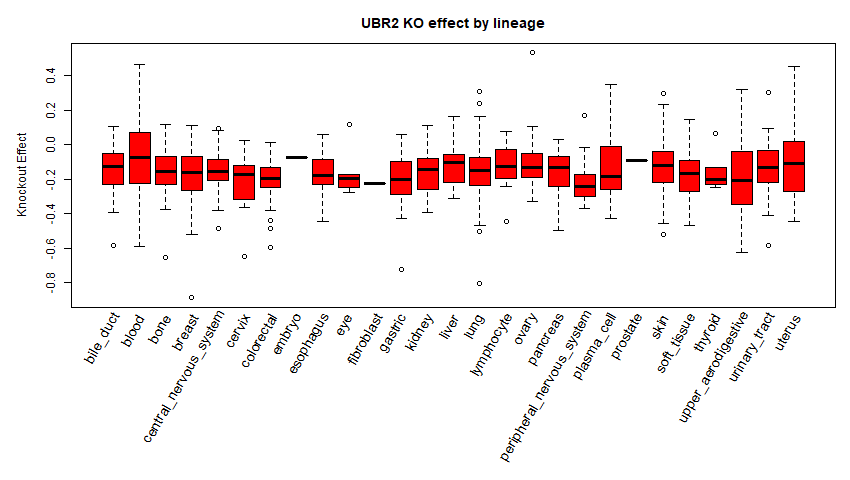 UBR2 KO effect by lineage
Knockout Effect
0.4
0.2
0.0
-0.2
-0.4
-0.6
-0.8
bile_duct
blood
bone
breast
central_nervous_system
cervix
colorectal
embryo
esophagus
eye
fibroblast
gastric
kidney
liver
lung
lymphocyte
ovary
pancreas
peripheral_nervous_system
plasma_cell
prostate
skin
soft_tissue
thyroid
upper_aerodigestive
urinary_tract
uterus